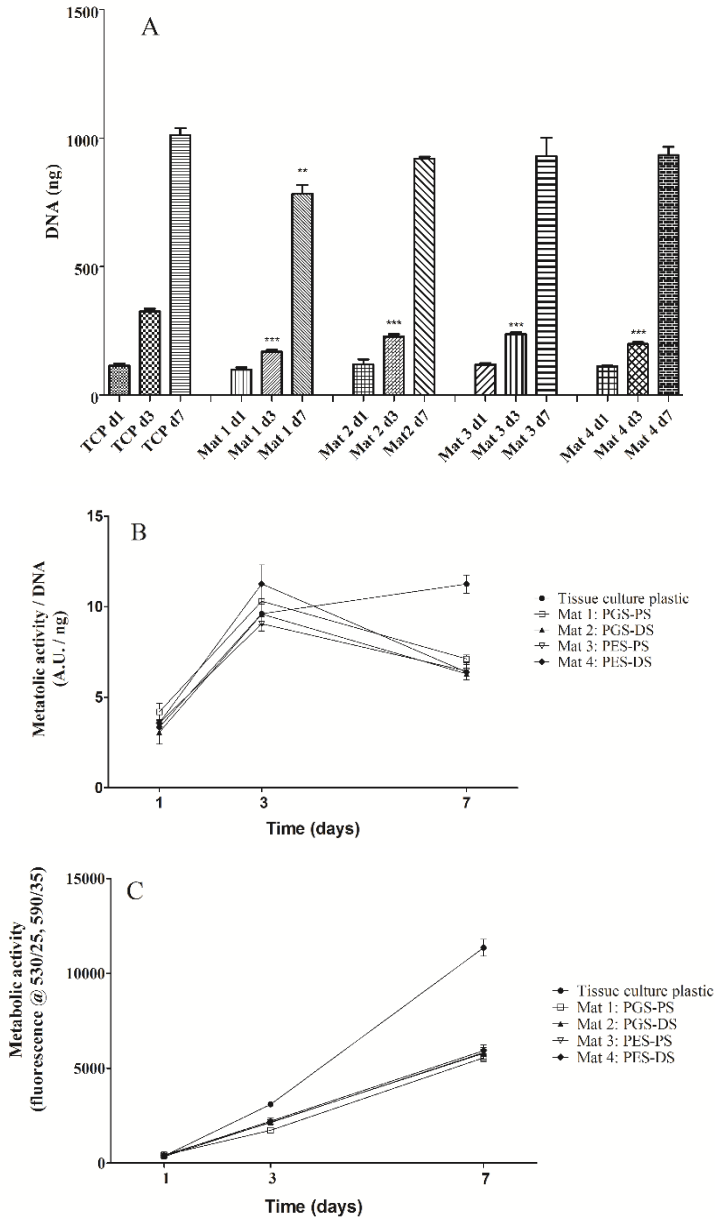 A
1500
1000
500
0
DNA (ng)
***
**
***
***
***
TCP d1
TCP d3
TCP d7
Mat 1 d1
Mat 1 d3
Mat 1 d7
Mat 2 d1
Mat 2 d3
Mat2 d7
Mat 3 d1
Mat 3 d3
Mat 3 d7
Mat 4 d1
Mat 4 d3
Mat 4 d7
B
15
10
5
0
Metatolic activity / DNA
(A.U. / ng)
1
3
7
Time (days)
Tissue culture plastic
Mat 1: PGS-PS
Mat 2: PGS-DS
Mat 3: PES-PS
Mat 4: PES-DS
C
15000
10000
5000
0
Metabolic activity
(fluorescence @ 530/25, 590/35)
1
3
7
Time (days)
Tissue culture plastic
Mat 1: PGS-PS
Mat 2: PGS-DS
Mat 3: PES-PS
Mat 4: PES-DS